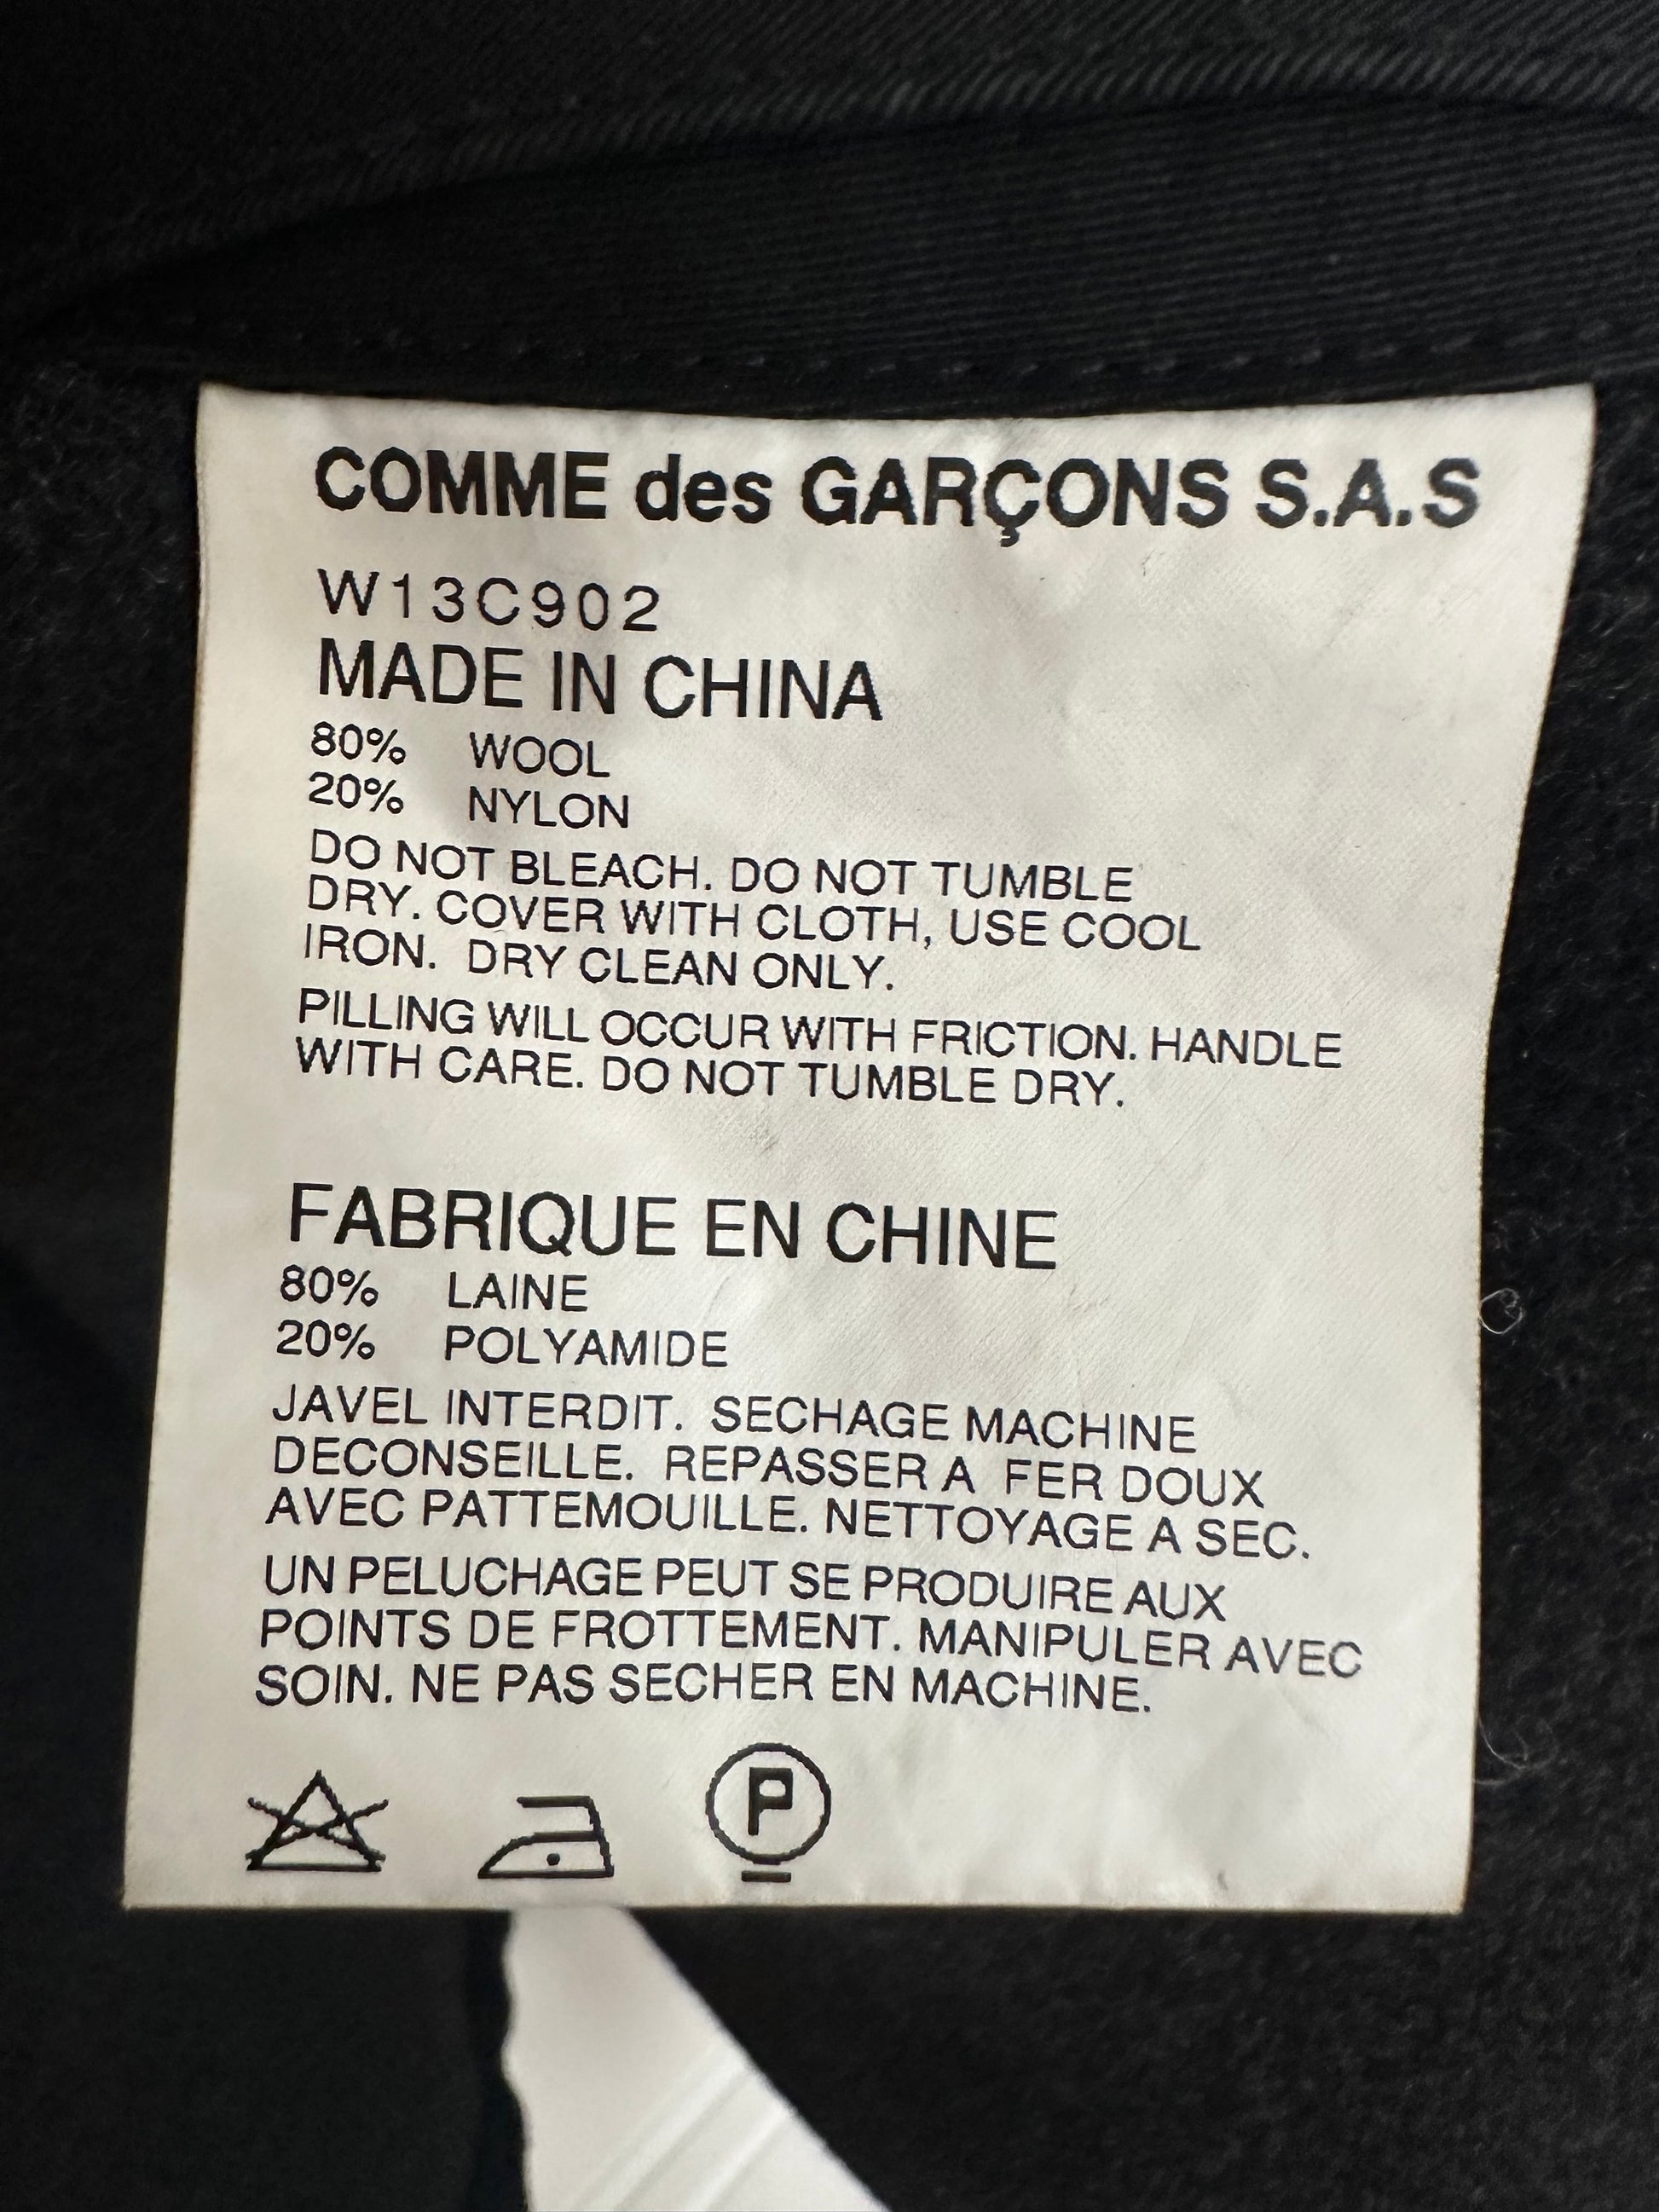 COMME des GARÇONS S.A.S
W13C902
MADE IN CHINA
80% WOOL
20% NYLON
DO NOT BLEACH. DO NOT TUMBLE
DRY. COVER WITH CLOTH, USE COOL
IRON. DRY CLEAN ONLY.
PILLING WILL OCCUR WITH FRICTION. HANDLE
WITH CARE. DO NOT TUMBLE DRY.
FABRIQUE EN CHINE
80% LAINE
20% POLYAMIDE
JAVEL INTERDIT. SECHAGE MACHINE
DECONSEILLE. REPASSER A FER DOUX
AVEC PATTEMOUILLE. NETTOYAGE A SEC.
UN PELUCHAGE PEUT SE PRODUIRE AUX
POINTS DE FROTTEMENT. MANIPULER AVEC
SOIN. NE PAS SECHER EN MACHINE.
P